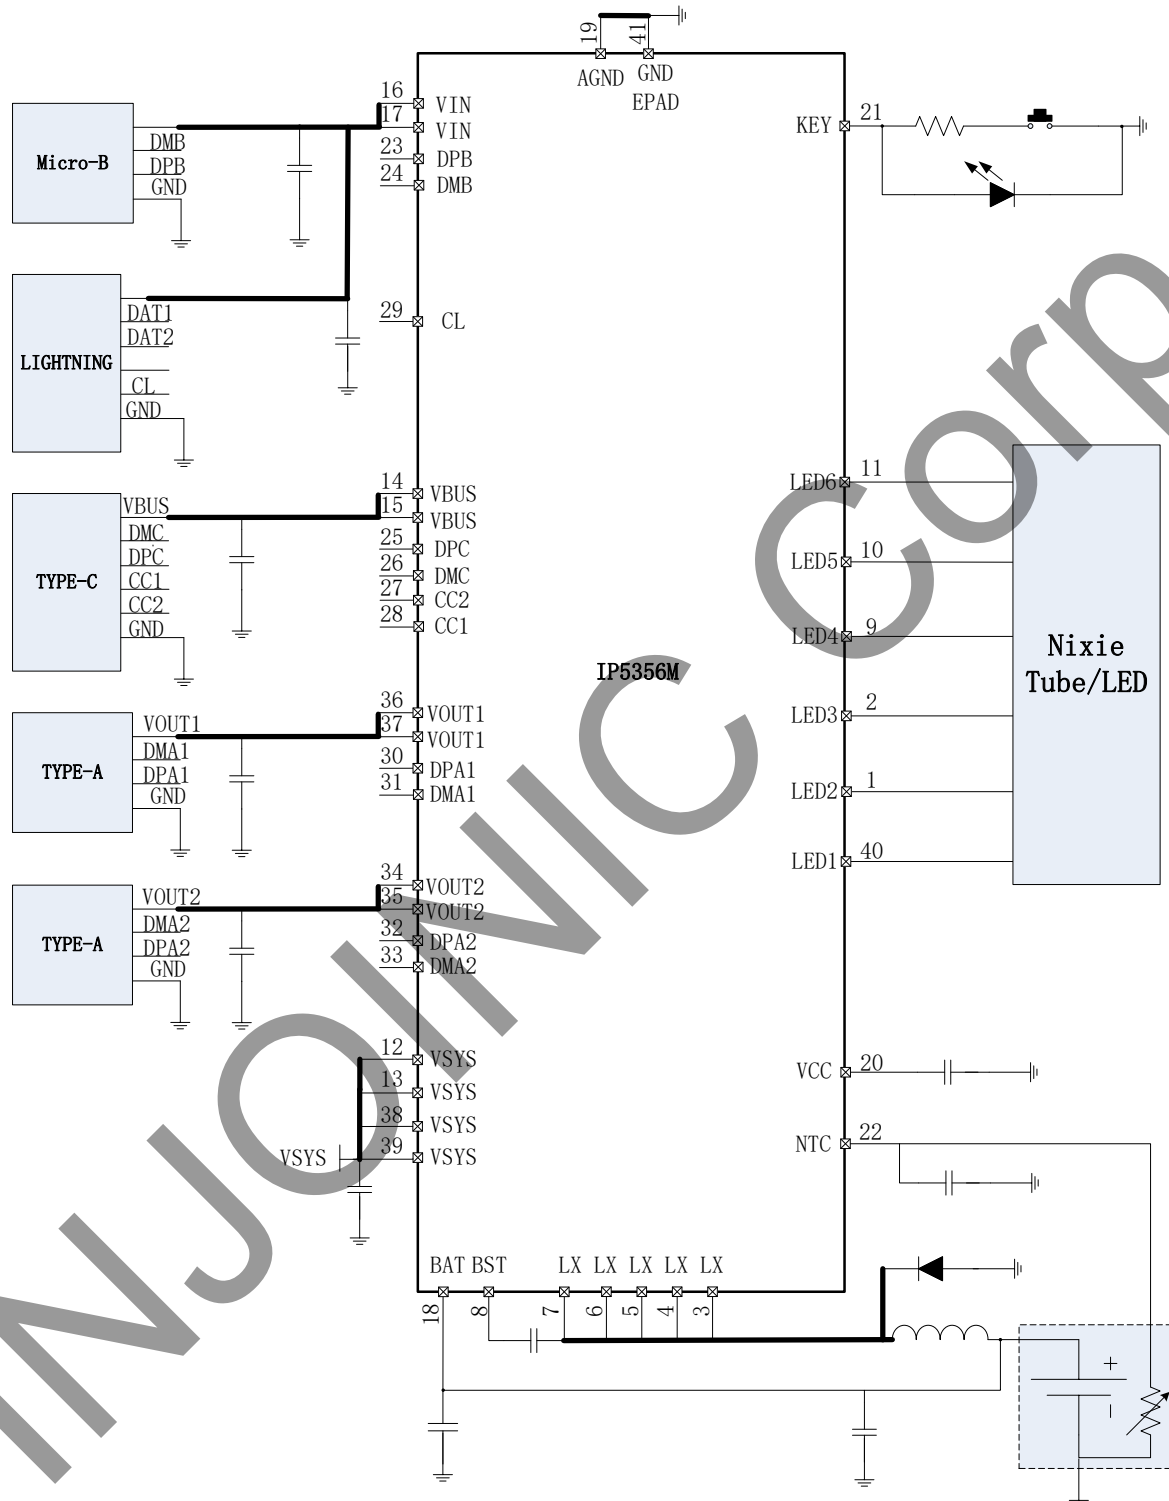 19
41
AGND
GND
EPAD
16
VIN
17
VIN
23
DPB
24
DMB
Micro-B
DMB
DPB
GND
KEY
21
LIGHTNING
DAT1
DAT2
CL
GND
29
CL
TYPE-C
VBUS
DMC
DPC
CC1
CC2
GND
14
VBUS
15
VBUS
25
DPC
26
DMC
27
CC2
28
CC1
IP5356M
LED6
11
LED5
10
LED4
9
LED3
2
LED2
1
LED1
40
Nixie
Tube/LED
TYPE-A
VOUT1
DMA1
DPA1
GND
36
VOUT1
37
VOUT1
30
DPA1
31
DMA1
TYPE-A
VOUT2
DMA2
DPA2
GND
34
VOUT2
35
VOUT2
32
DPA2
33
DMA2
12
VSYS
13
VSYS
38
VSYS
39
VSYS
VSYS
VCC
20
NTC
22
BAT
BST
LX
LX
LX
LX
LX
18
8
7
6
5
4
3
+
−
INJOINIC Corp